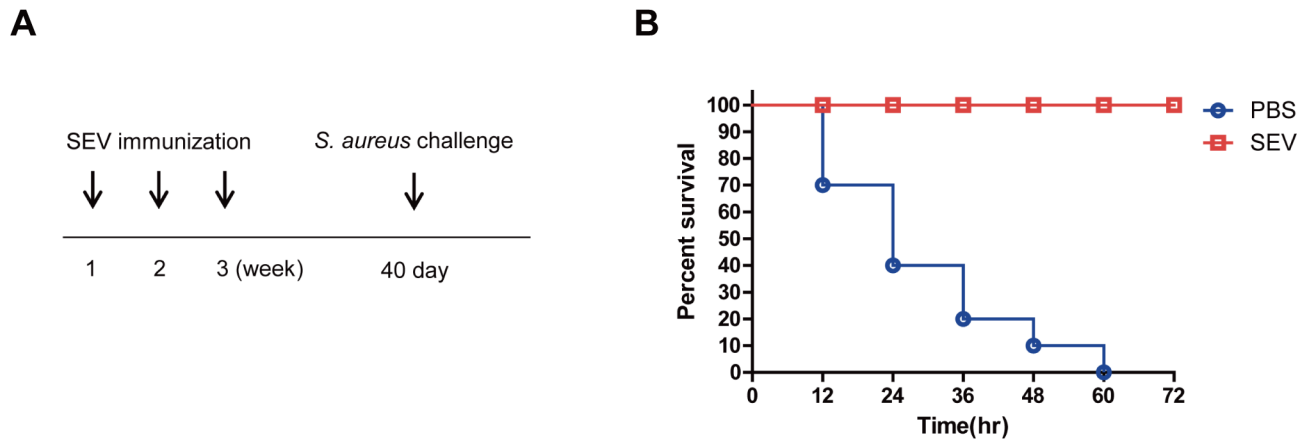 A
SEV immunization
S. aureus challenge
1
2
3 (week)
40 day
B
Percent survival
100
90
80
70
60
50
40
30
20
10
0
0
12
24
36
48
60
72
Time(hr)
PBS
SEV